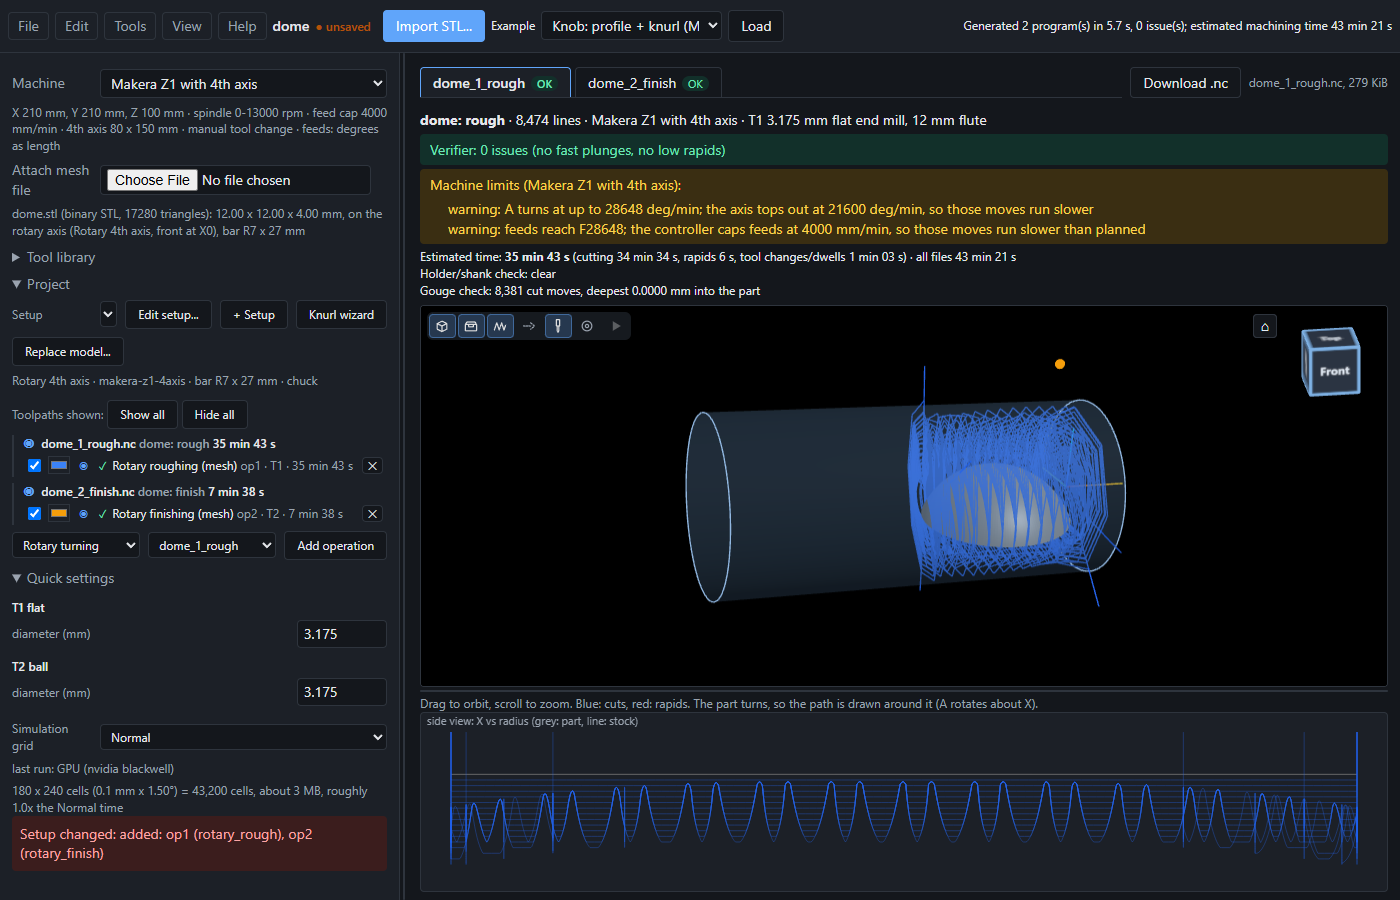 File Edit Tools View Help dome • unsaved Import STL... Example Knob: profile + knurl (M Load Generated 2 program(s) in 5.7 s, 0 issue(s); estimated machining time 43 min 21 s
Machine Makera Z1 with 4th axis
X 210 mm, Y 210 mm, Z 100 mm · spindle 0-13000 rpm · feed cap 4000
mm/min · 4th axis 80 x 150 mm · manual tool change · feeds: degrees
as length
Attach mesh
file
Choose File No file chosen
dome.stl (binary STL, 17280 triangles): 12.00 x 12.00 x 4.00 mm, on the
rotary axis (Rotary 4th axis, front at X0), bar R7 x 27 mm
Tool library
Project
Setup Edit setup... + Setup Knurl wizard
Replace model...
Rotary 4th axis · makera-z1-4axis · bar R7 x 27 mm · chuck
Toolpaths shown: Show all Hide all
dome_1_rough.nc dome: rough 35 min 43 s
✓ Rotary roughing (mesh) op1 · T1 · 35 min 43 s
dome_2_finish.nc dome: finish 7 min 38 s
✓ Rotary finishing (mesh) op2 · T2 · 7 min 38 s
Rotary turning dome_1_rough Add operation
Quick settings
T1 flat
diameter (mm) 3.175
T2 ball
diameter (mm) 3.175
Simulation
grid
Normal
last run: GPU (nvidia blackwell)
180 x 240 cells (0.1 mm x 1.50°) = 43,200 cells, about 3 MB, roughly
1.0x the Normal time
Setup changed: added: op1 (rotary_rough), op2
(rotary_finish)
dome_1_rough OK dome_2_finish OK Download .nc dome_1_rough.nc, 279 KiB
dome: rough · 8,474 lines · Makera Z1 with 4th axis · T1 3.175 mm flat end mill, 12 mm flute
Verifier: 0 issues (no fast plunges, no low rapids)
Machine limits (Makera Z1 with 4th axis):
warning: A turns at up to 28648 deg/min; the axis tops out at 21600 deg/min, so those moves run slower
warning: feeds reach F28648; the controller caps feeds at 4000 mm/min, so those moves run slower than planned
Estimated time: 35 min 43 s (cutting 34 min 34 s, rapids 6 s, tool changes/dwells 1 min 03 s) · all files 43 min 21 s
Holder/shank check: clear
Gouge check: 8,381 cut moves, deepest 0.0000 mm into the part
Top
Front
Drag to orbit, scroll to zoom. Blue: cuts, red: rapids. The part turns, so the path is drawn around it (A rotates about X).
side view: X vs radius (grey: part, line: stock)